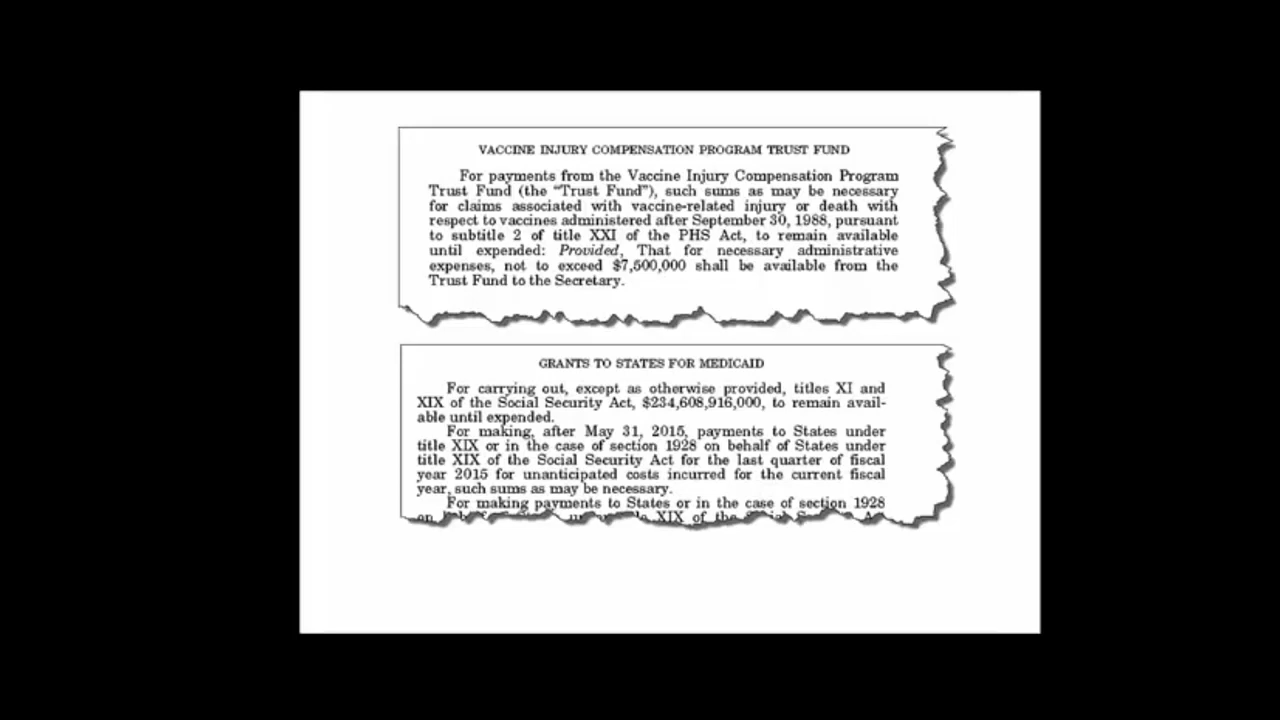 VACCINE INJURY COMPENSATION PROGRAM TRUST FUND
For payments from the Vaccine Injury Compensation Program
Trust Fund (the “Trust Fund”), such sums as may be necessary
for claims associated with vaccine-related injury or death with
respect to vaccines administered after September 30, 1988, pursuant
to subtitle 2 of title XXI of the PHS Act, to remain available
until expended: Provided, That for necessary administrative
expenses, not to exceed $7,500,000 shall be available from the
Trust Fund to the Secretary.
GRANTS TO STATES FOR MEDICAID
For carrying out, except as otherwise provided, titles XI and
XIX of the Social Security Act, $234,608,916,000, to remain avail-
able until expended.
For making, after May 31, 2015, payments to States under
title XIX or in the case of section 1928 on behalf of States under
title XIX of the Social Security Act for the last quarter of fiscal
year 2015 for unanticipated costs incurred for the current fiscal
year, such sums as may be necessary.
For making payments to States or in the case of section 1928
XIX of the